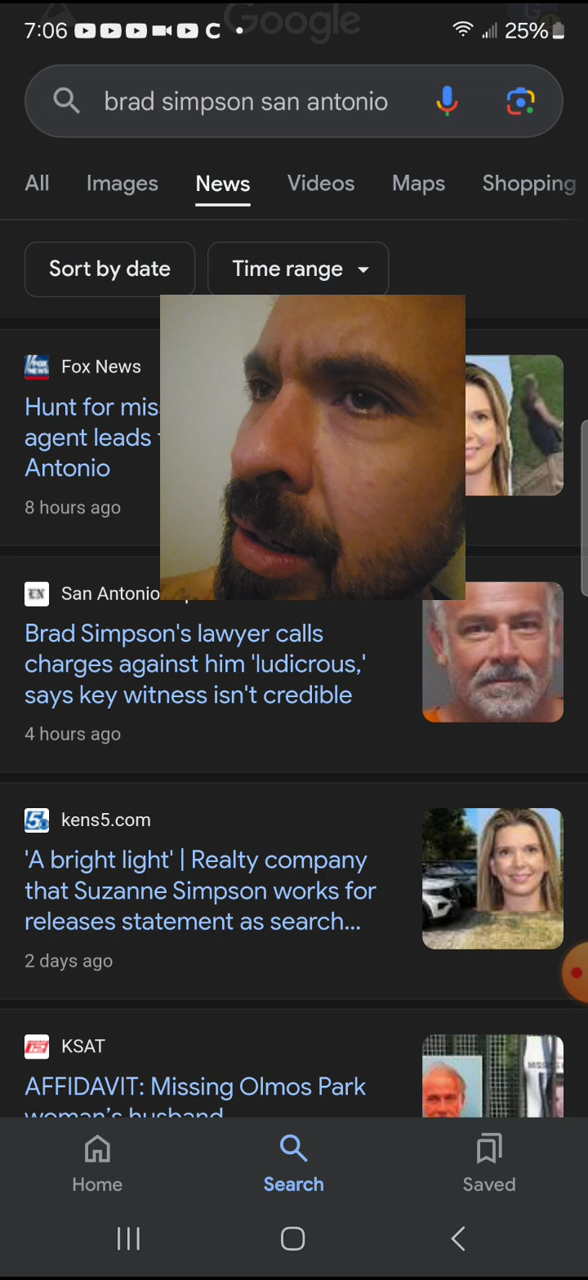 Google
7:06
C
25%
brad simpson san antonio
All Images News Videos Maps Shopping
Sort by date Time range
Fox News
Hunt for mis
agent leads
Antonio
8 hours ago
San Antonio
Brad Simpson's lawyer calls
charges against him 'ludicrous,'
says key witness isn't credible
4 hours ago
kens5.com
'A bright light' | Realty company
that Suzanne Simpson works for
releases statement as search...
2 days ago
KSAT
AFFIDAVIT: Missing Olmos Park
woman's husband
Home Search Saved